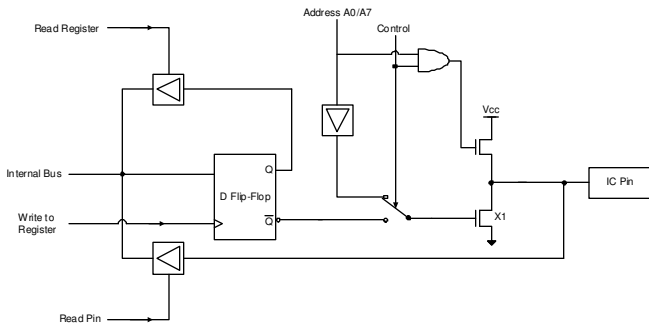 Address A0/A7
Control
Read Register
Vcc
Internal Bus
Q
D Flip-Flop
IC Pin
Write to
Register
Q̅
X1
Read Pin